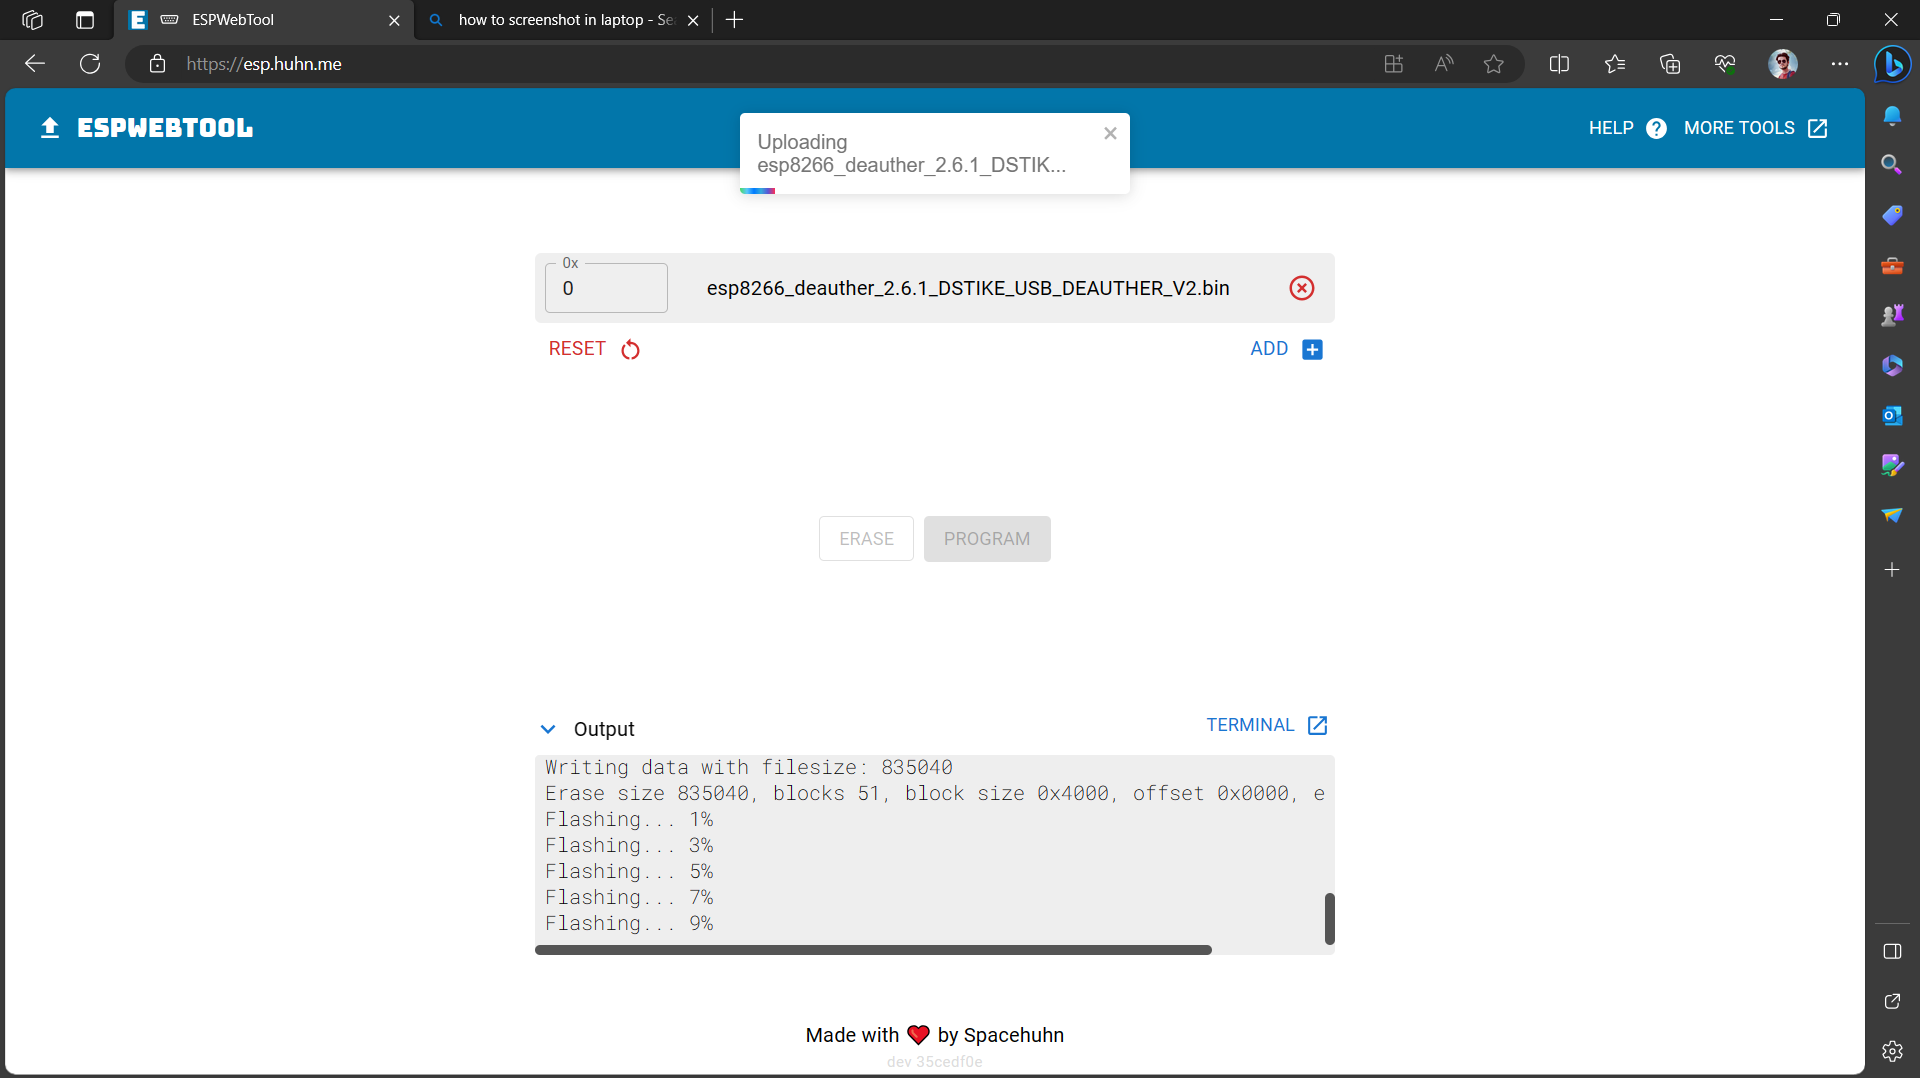 ESPWebTool
how to screenshot in laptop - Se
https://esp.huhn.me
ESPWEBTOOL
HELP
MORE TOOLS
Uploading
esp8266_deauther_2.6.1_DSTIK...
0x
0
esp8266_deauther_2.6.1_DSTIKE_USB_DEAUTHER_V2.bin
RESET
ADD
ERASE
PROGRAM
Output
TERMINAL
Writing data with filesize: 835040
Erase size 835040, blocks 51, block size 0x4000, offset 0x0000, e
Flashing... 1%
Flashing... 3%
Flashing... 5%
Flashing... 7%
Flashing... 9%
Made with ❤️ by Spacehuhn
dev 35cedf0e